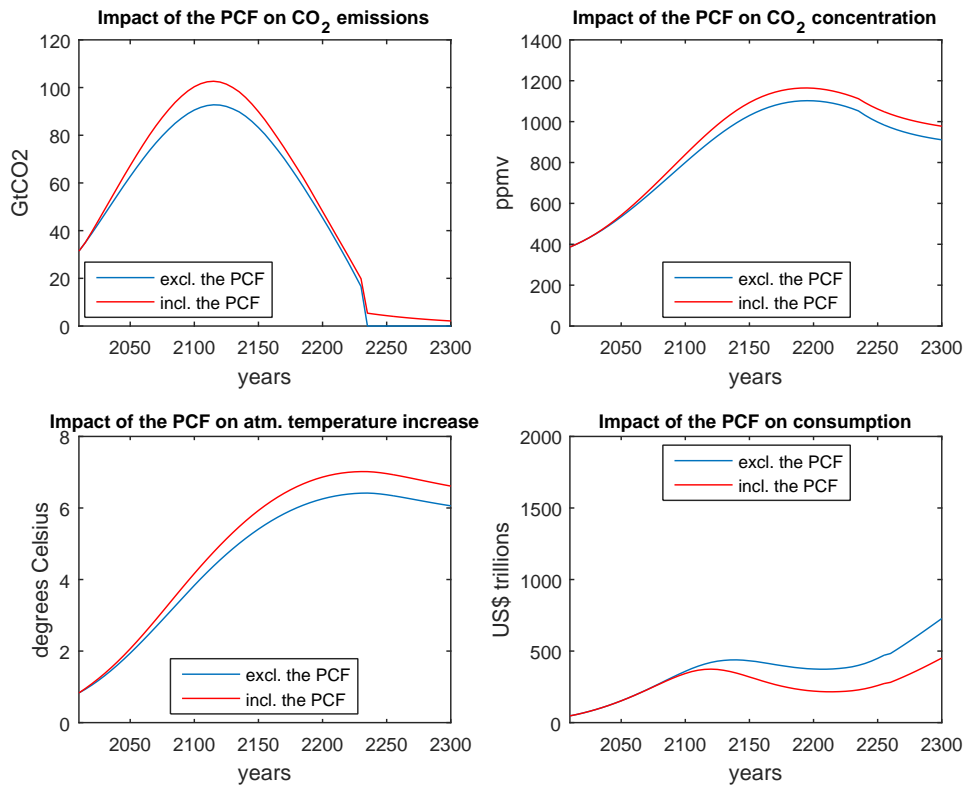 Impact of the PCF on CO2 emissions
120
100
80
60
40
20
0
GtCO2
excl. the PCF
incl. the PCF
2050 2100 2150 2200 2250 2300
years
Impact of the PCF on CO2 concentration
1400
1200
1000
800
600
400
200
0
ppmv
excl. the PCF
incl. the PCF
2050 2100 2150 2200 2250 2300
years
Impact of the PCF on atm. temperature increase
8
6
4
2
0
degrees Celsius
excl. the PCF
incl. the PCF
2050 2100 2150 2200 2250 2300
years
Impact of the PCF on consumption
2000
1500
1000
500
0
US$ trillions
excl. the PCF
incl. the PCF
2050 2100 2150 2200 2250 2300
years